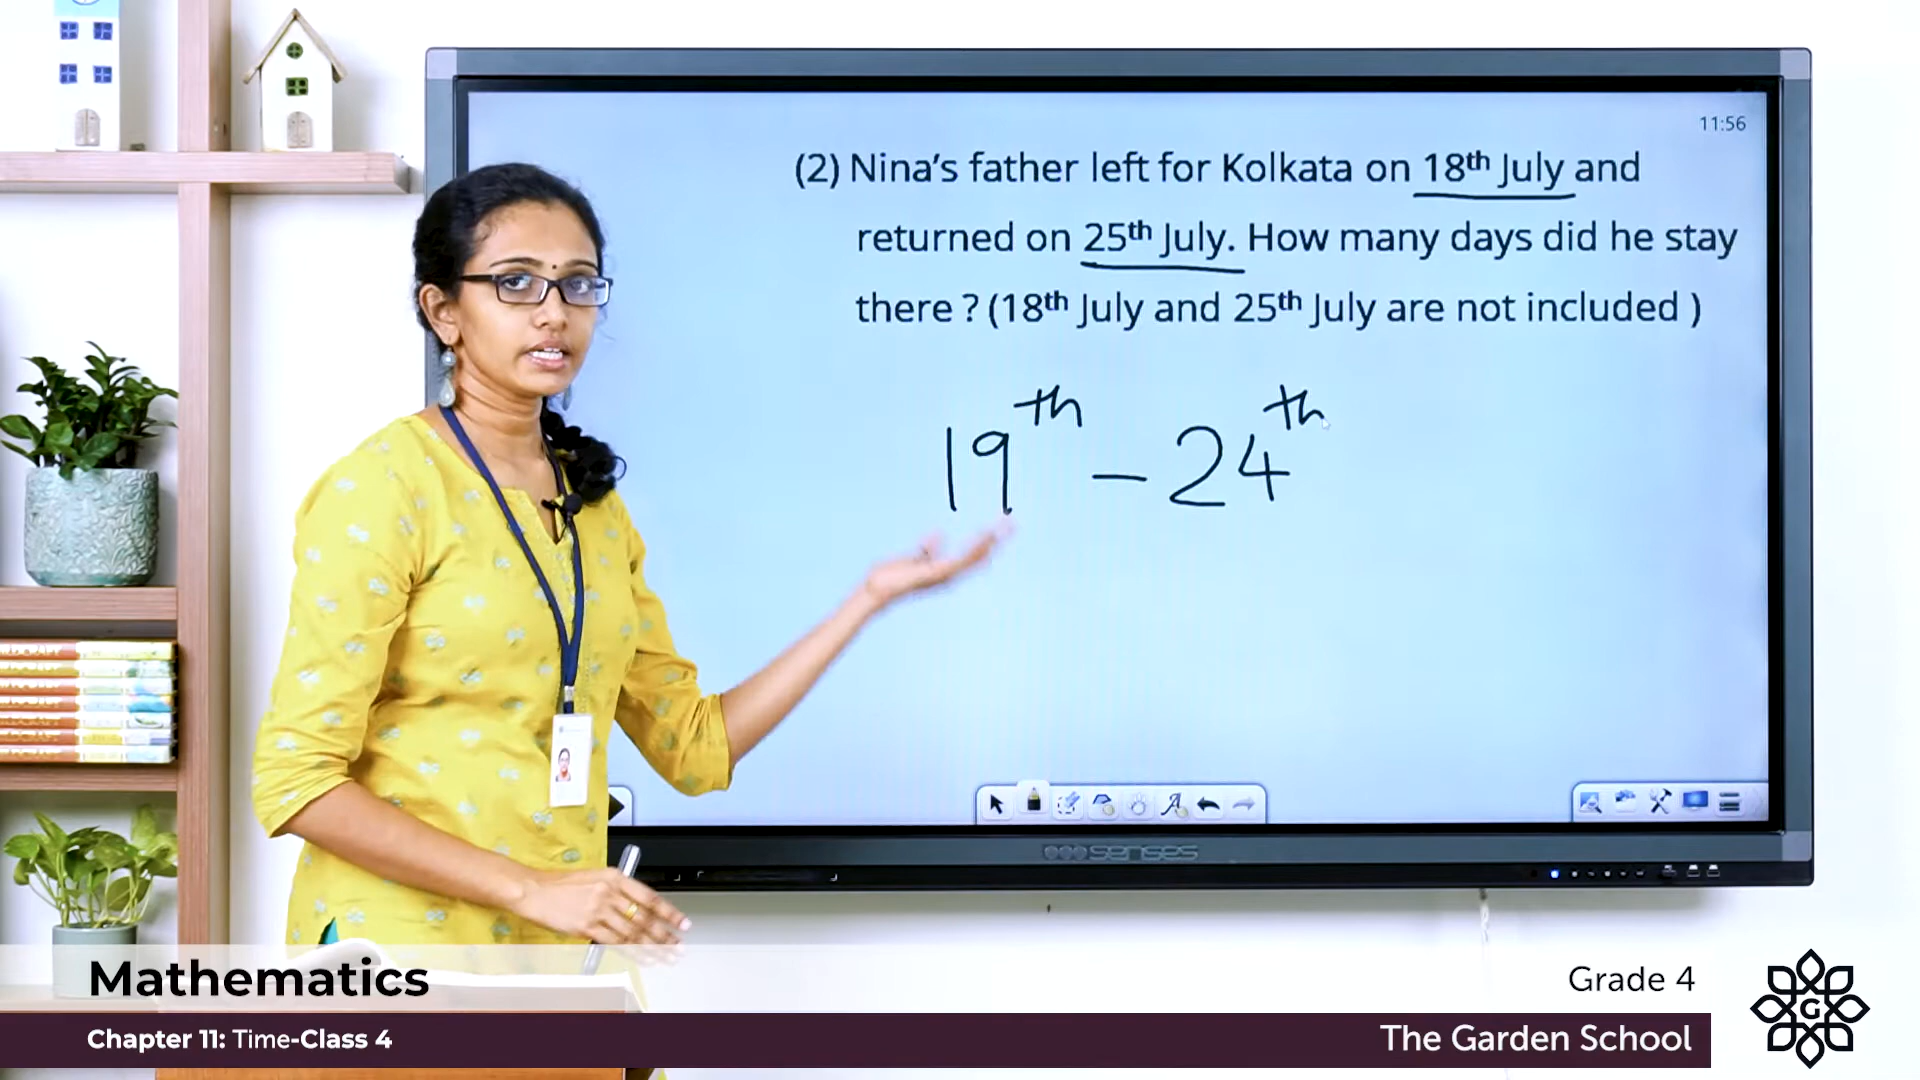 11:56
(2) Nina's father left for Kolkata on 18th July and
returned on 25th July. How many days did he stay
there ? (18th July and 25th July are not included )
19th - 24th
senses
Mathematics
Grade 4
Chapter 11: Time-Class 4
The Garden School
G